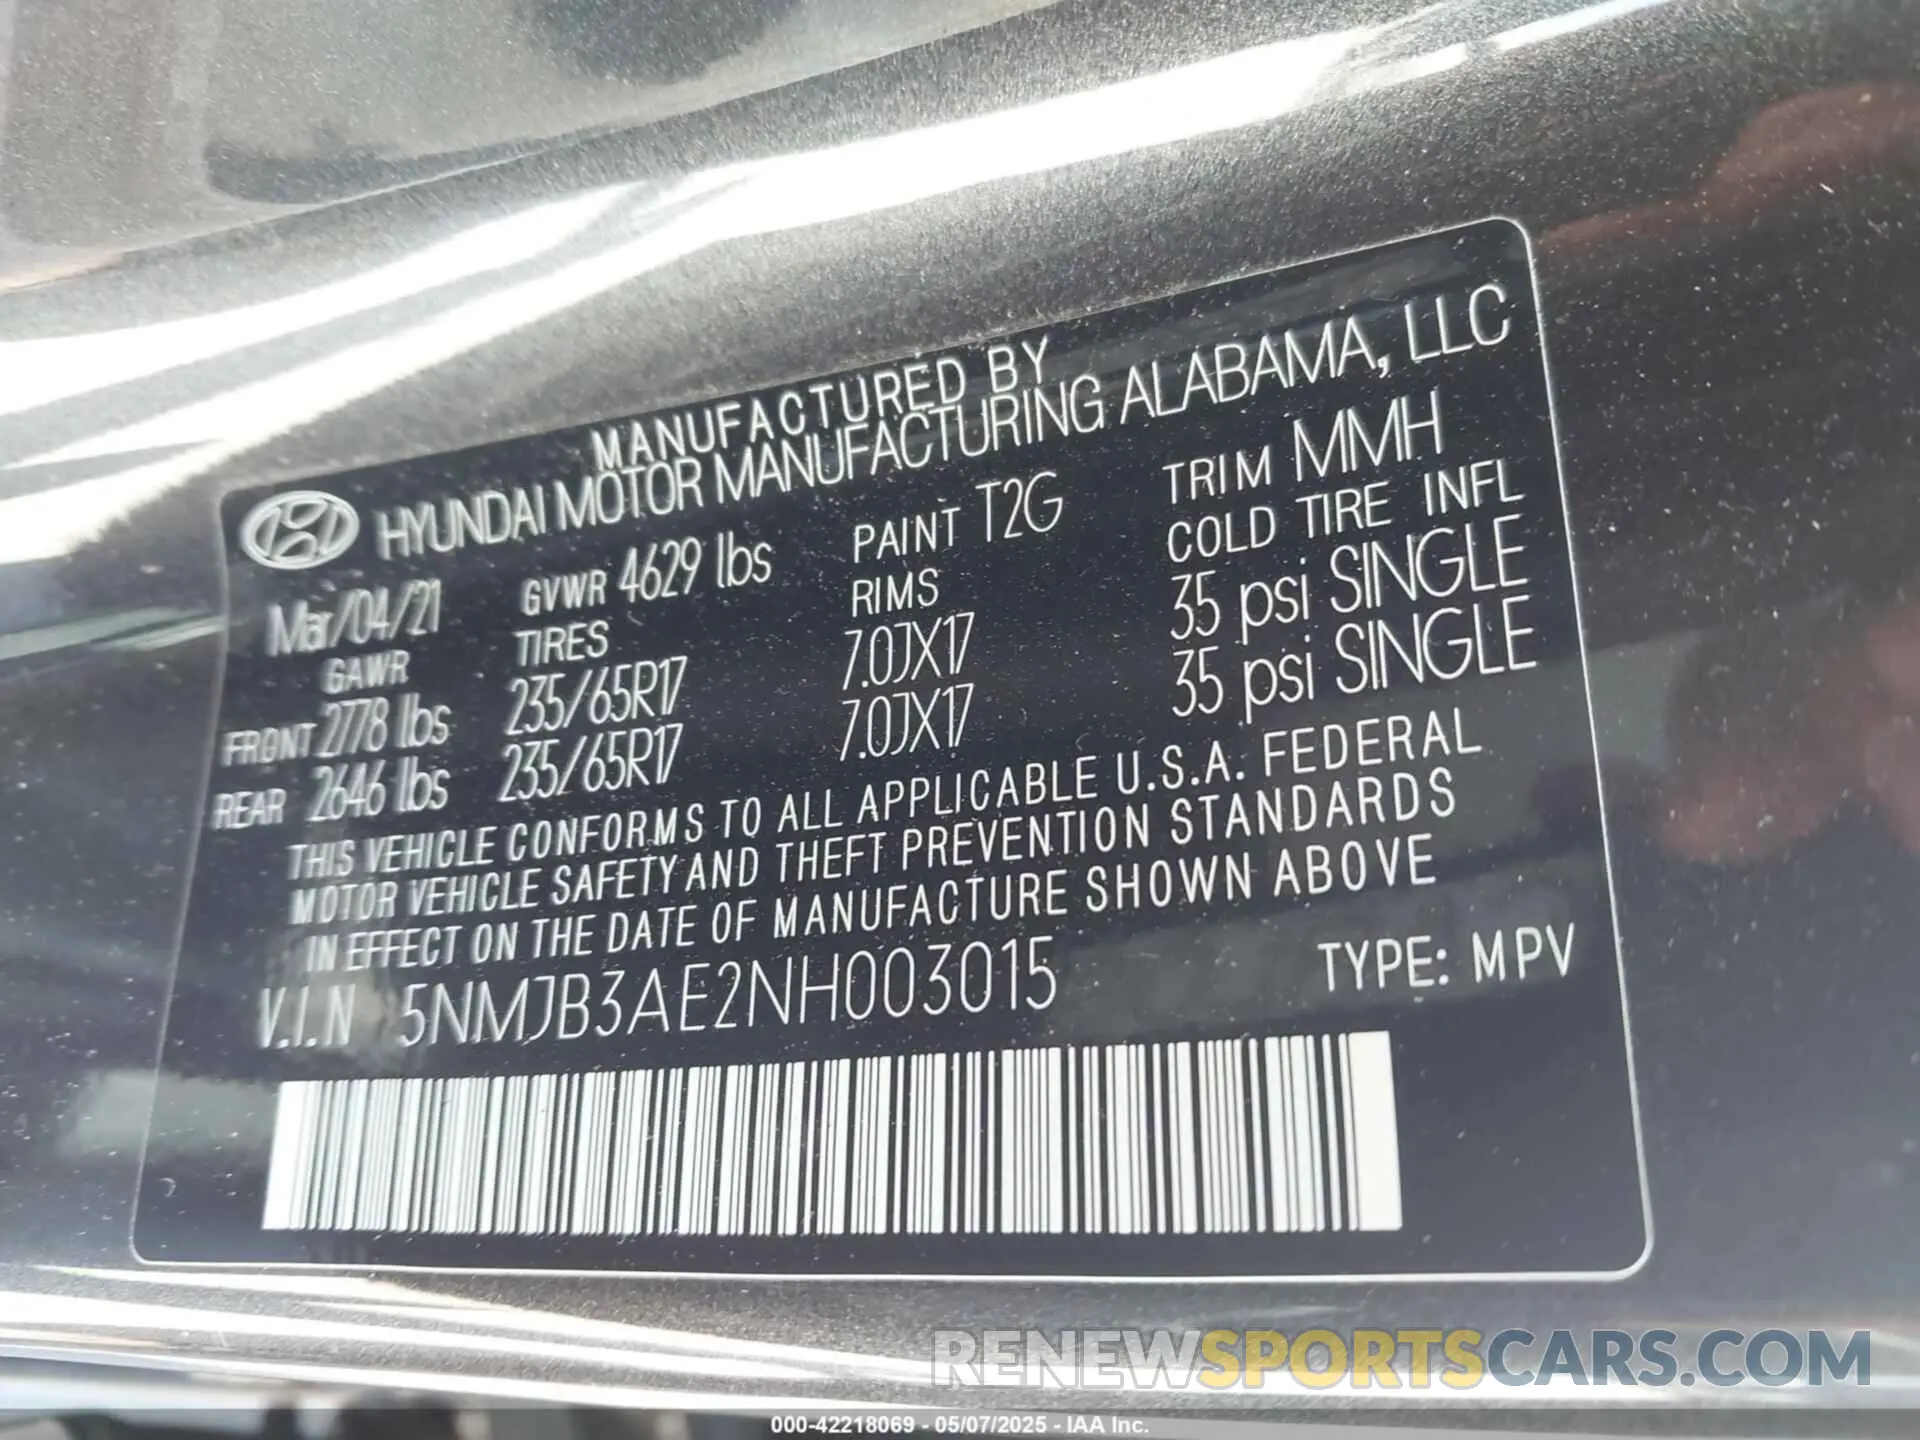 MANUFACTURED BY
HYUNDAI MOTOR MANUFACTURING ALABAMA, LLC
Mar/04/21 GVWR 4629 lbs PAINT T2G TRIM MMH
GAWR TIRES RIMS COLD TIRE INFL
FRONT 2778 lbs 235/65R17 7.0JX17 35 psi SINGLE
REAR 2646 lbs 235/65R17 7.0JX17 35 psi SINGLE
THIS VEHICLE CONFORMS TO ALL APPLICABLE U.S.A. FEDERAL
MOTOR VEHICLE SAFETY AND THEFT PREVENTION STANDARDS
IN EFFECT ON THE DATE OF MANUFACTURE SHOWN ABOVE
V.I.N 5NMJB3AE2NH003015 TYPE: MPV
RENEWSPORTSCARS.COM
000-42218069 - 05/07/2025 - IAA Inc.